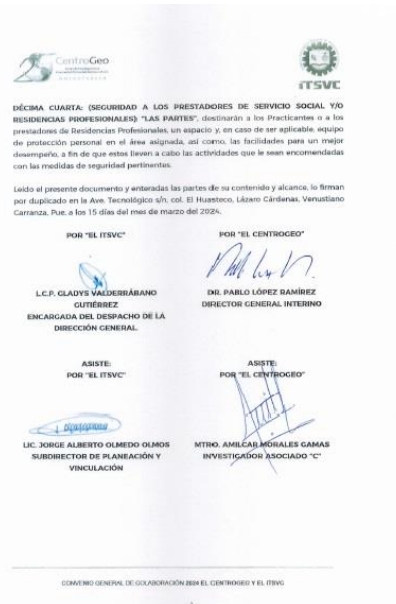 25 CentroGeo
ITSVC
DÉCIMA CUARTA: (SEGURIDAD A LOS PRESTADORES DE SERVICIO SOCIAL Y/O
RESIDENCIAS PROFESIONALES): "LAS PARTES", destinarán a los Practicantes o a los
prestadores de Residencias Profesionales, un espacio y, en caso de ser aplicable, equipo
de protección personal en el área asignada, así como, las facilidades para un mejor
desempeño, a fin de que estos lleven a cabo las actividades que le sean encomendadas
con las medidas de seguridad pertinentes.
Leído el presente documento y enteradas las partes de su contenido y alcance, lo firman
por duplicado en la Ave. Tecnológico s/n, col. El Huasteco, Lázaro Cárdenas, Venustiano
Carranza, Pue, a los 15 días del mes de marzo del 2024.
POR "EL ITSVC"
POR "EL CENTROGEO"
L.C.P. GLADYS VALDERRÁBANO
GUTIÉRREZ
ENCARGADA DEL DESPACHO DE LA
DIRECCIÓN GENERAL
DR. PABLO LÓPEZ RAMÍREZ
DIRECTOR GENERAL INTERINO
ASISTE:
POR "EL ITSVC"
ASISTE:
POR "EL CENTROGEO"
LIC. JORGE ALBERTO OLMEDO OLMOS
SUBDIRECTOR DE PLANEACIÓN Y
VINCULACIÓN
MTRO. AMILCAR MORALES GAMAS
INVESTIGADOR ASOCIADO "C"
CONVENIO GENERAL DE COLABORACIÓN 2024 EL CENTROGEO Y EL ITSVC